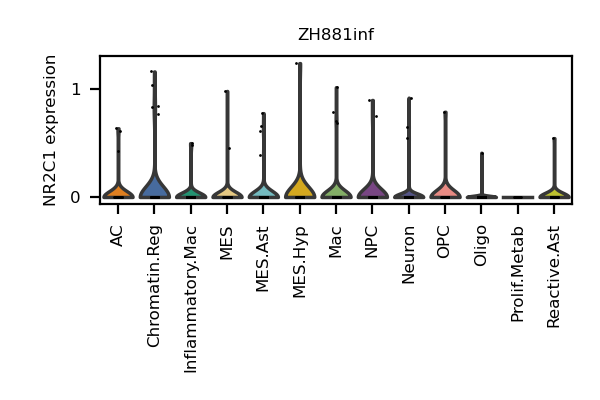 ZH881inf
NR2C1 expression
1
0
AC
Chromatin.Reg
Inflammatory.Mac
MES
MES.Ast
MES.Hyp
Mac
NPC
Neuron
OPC
Oligo
Prolif.Metab
Reactive.Ast